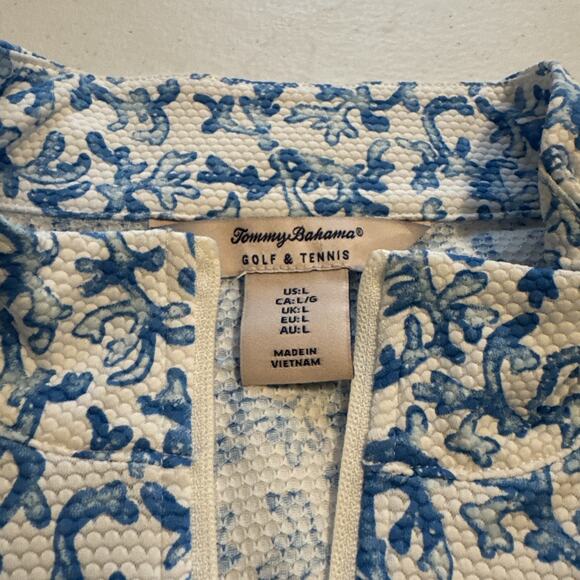 Tommy Bahama®
GOLF & TENNIS
US:L
CA:L/G
UK:L
EU:L
AU:L
MADE IN
VIETNAM